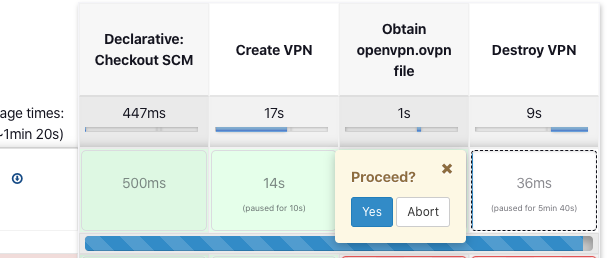 Declarative:
Checkout SCM
Create VPN
Obtain
openvpn.ovpn
file
Destroy VPN
age times:
~1min 20s)
447ms
17s
1s
9s
500ms
14s
(paused for 10s)
Proceed?
Yes
Abort
36ms
(paused for 5min 40s)